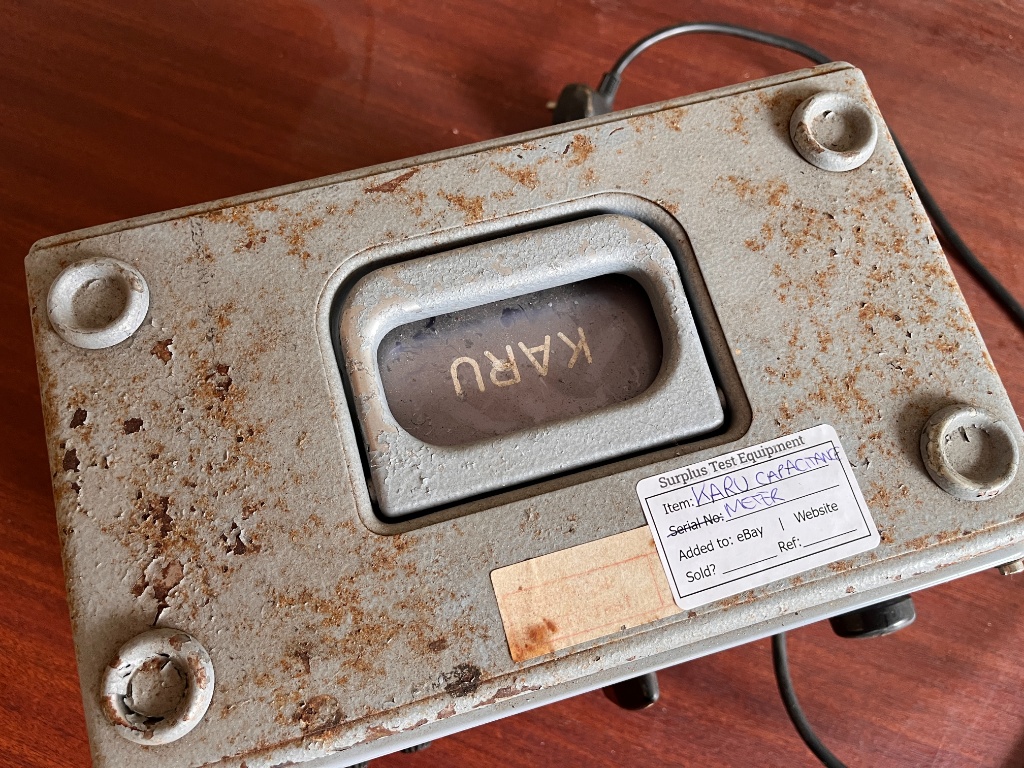 KARU
Surplus Test Equipment
Item: KARU CAPACITANCE
Serial No: METER
Added to: eBay | Website
Sold? Ref: